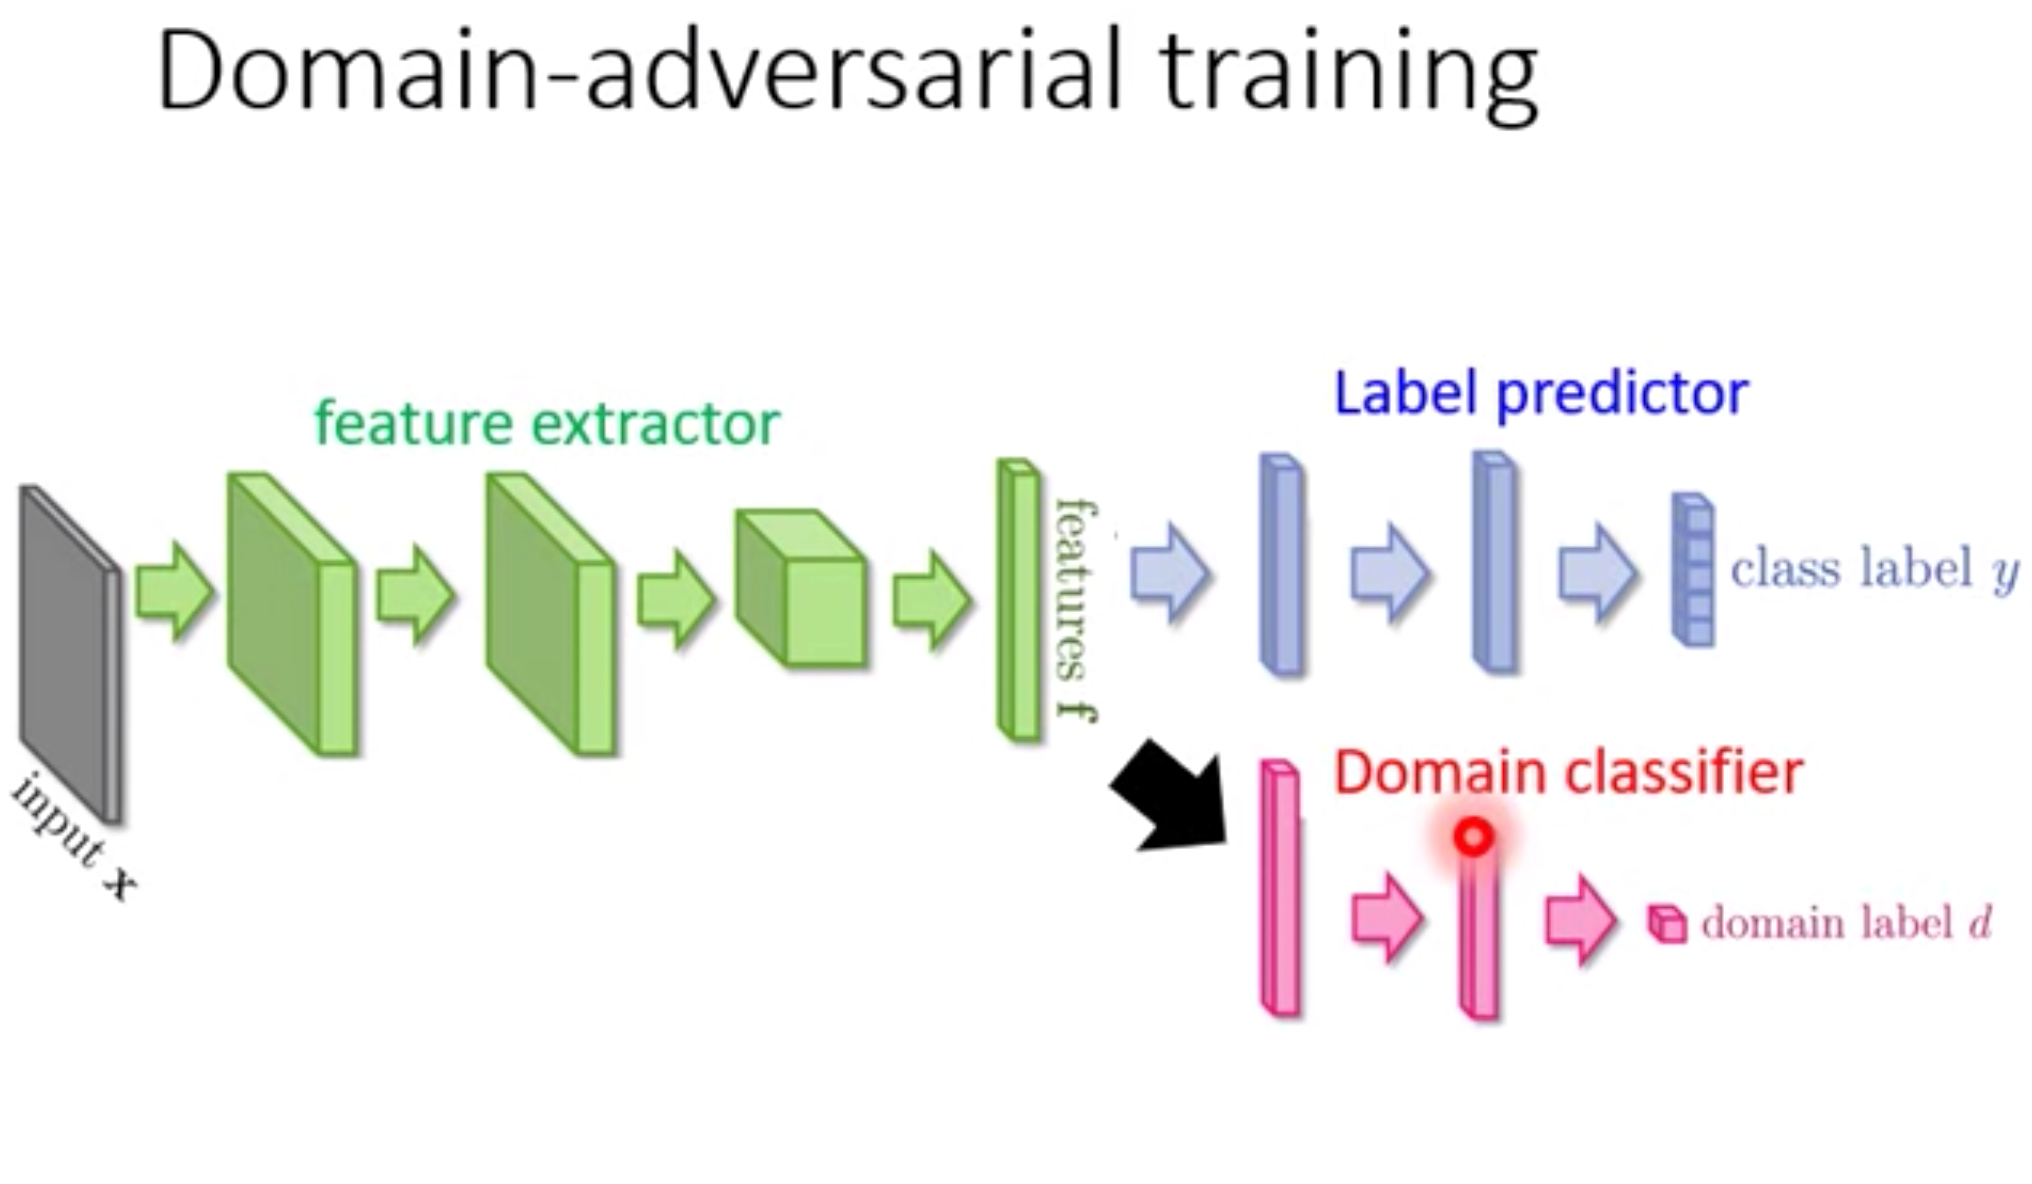 Domain-adversarial training
feature extractor
Label predictor
input x
features f
class label y
Domain classifier
domain label d